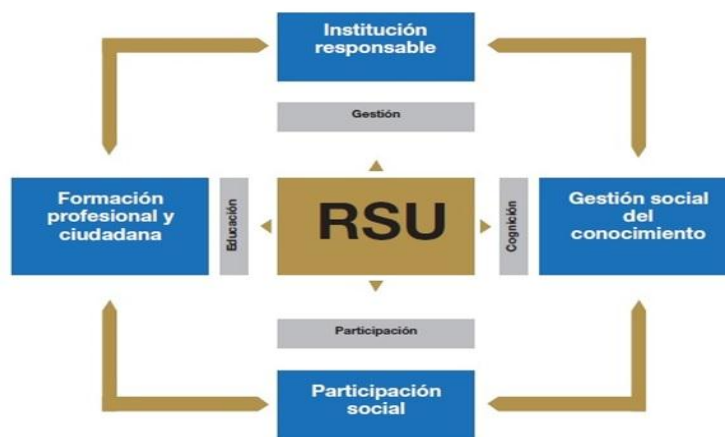 Institución
responsable
Gestión
Formación
profesional y
ciudadana
Educación
RSU
Cognición
Gestión social
del
conocimiento
Participación
Participación
social